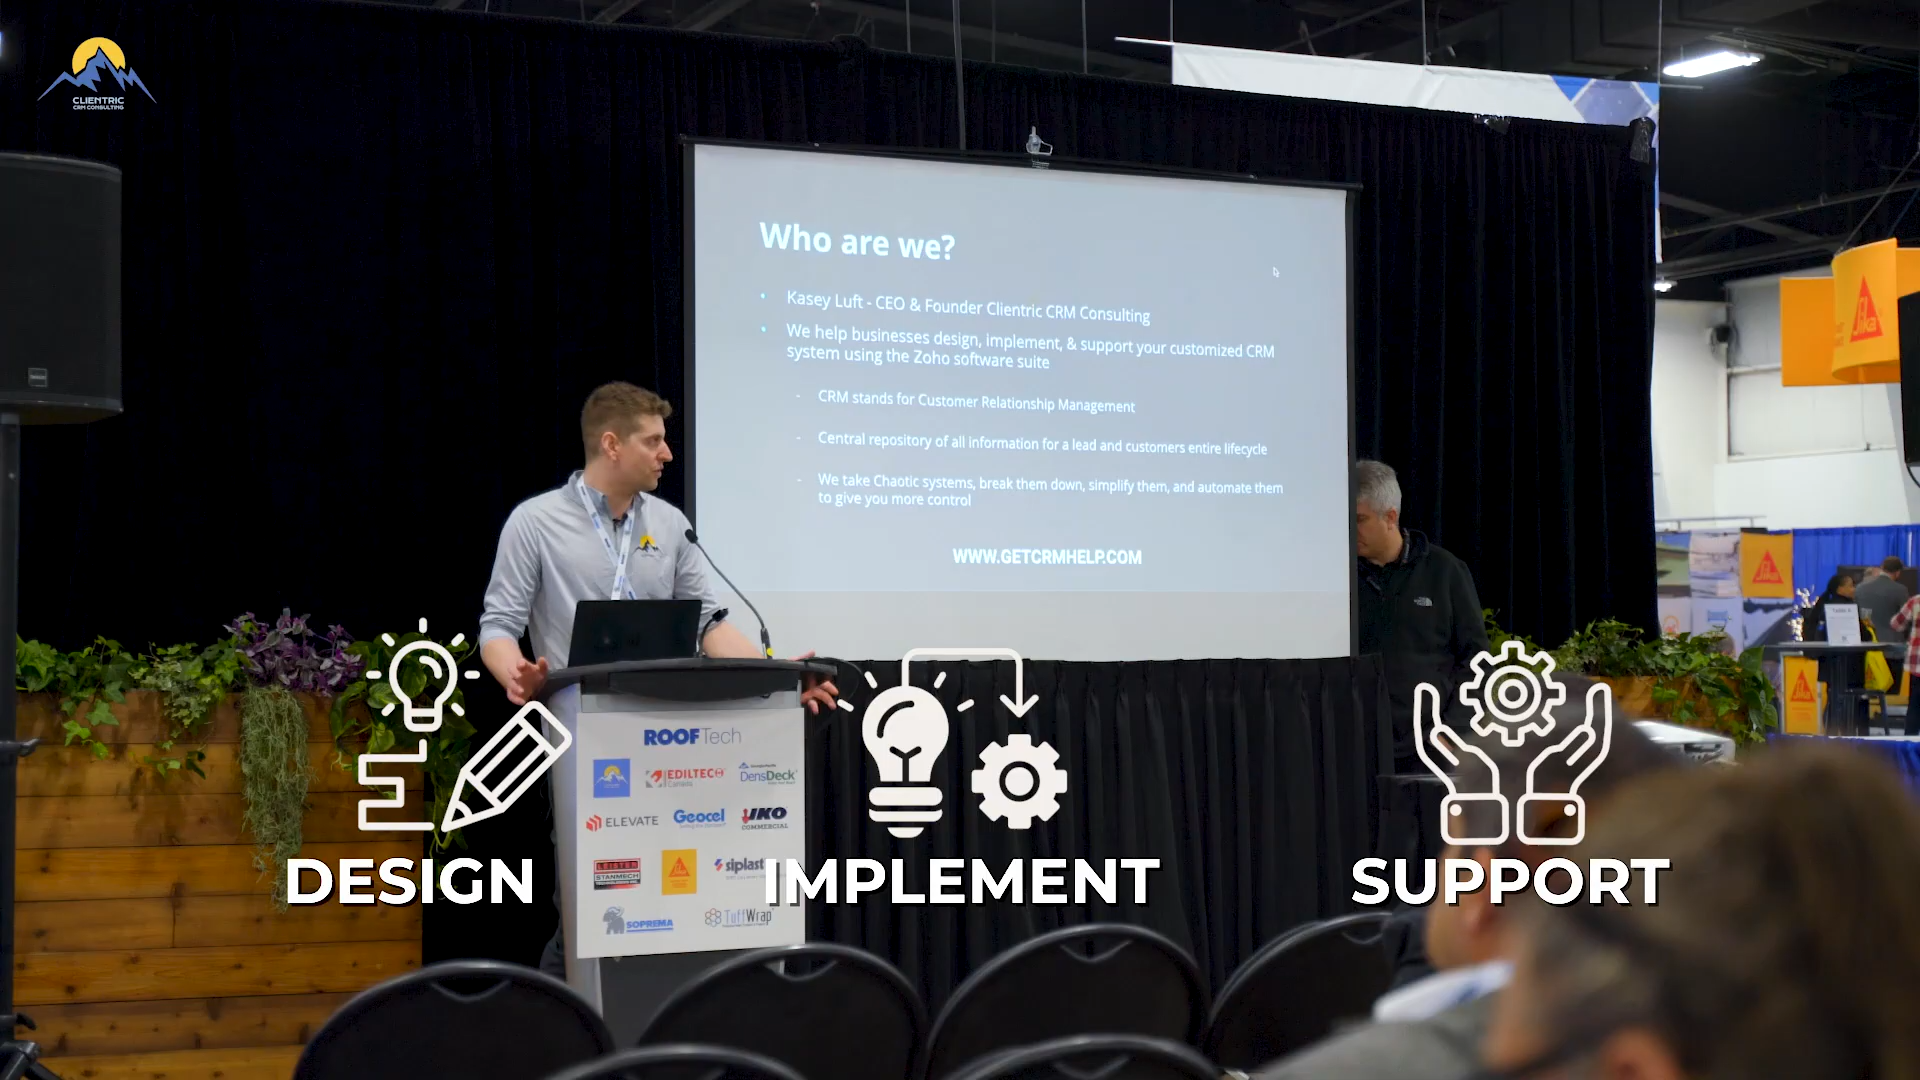 CLIENTRIC
CRM CONSULTING
Who are we?
• Kasey Luft - CEO & Founder Clientric CRM Consulting
• We help businesses design, implement, & support your customized CRM
system using the Zoho software suite
- CRM stands for Customer Relationship Management
- Central repository of all information for a lead and customers entire lifecycle
- We take Chaotic systems, break them down, simplify them, and automate them
to give you more control
WWW.GETCRMHELP.COM
Sika
ROOFTech
EDILTECO
Canada
DensDeck
ELEVATE
Geocel
IKO
COMMERCIAL
LEISTER
STANMECH
siplast
SOPREMA
TuffWrap
DESIGN
IMPLEMENT
SUPPORT